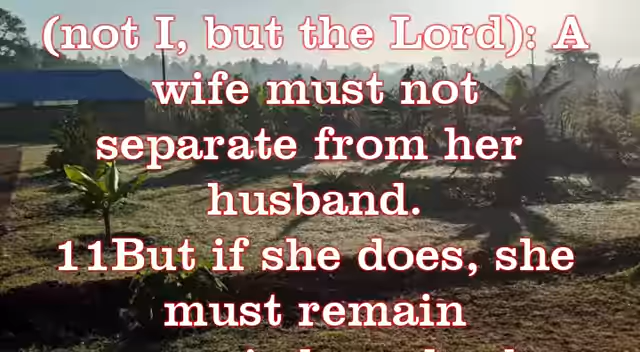 (not I, but the Lord): A
wife must not
separate from her
husband.
11But if she does, she
must remain